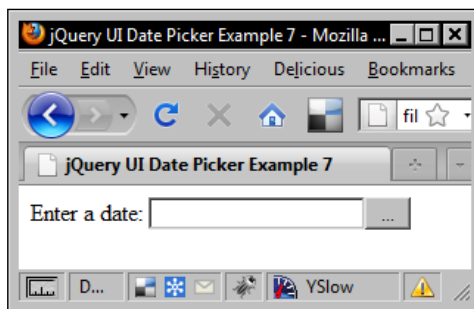 jQuery UI Date Picker Example 7 - Mozilla ...
File Edit View History Delicious Bookmarks
fil
jQuery UI Date Picker Example 7
Enter a date: ...
D... YSlow